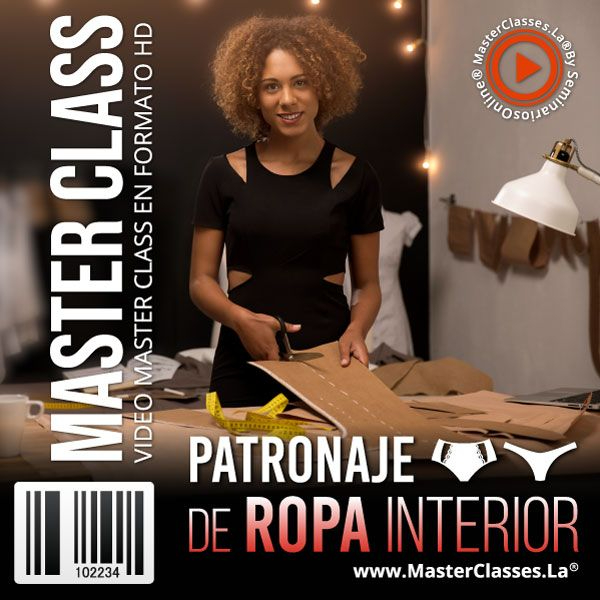 MASTER CLASS
VIDEO MASTER CLASS EN FORMATO HD
MasterClasses.La® By SeminariosOnline®
PATRONAJE
DE ROPA INTERIOR
www.MasterClasses.La®
102234